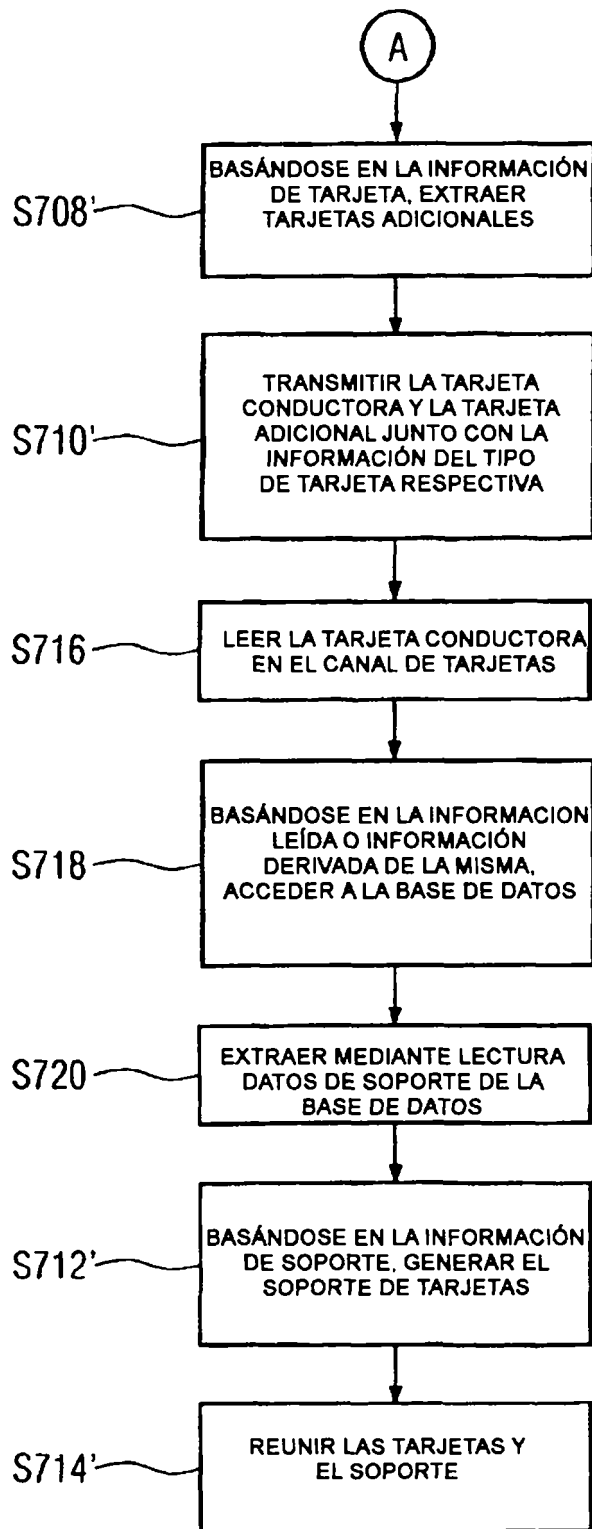 A
S708'
BASÁNDOSE EN LA INFORMACIÓN
DE TARJETA, EXTRAER
TARJETAS ADICIONALES
S710'
TRANSMITIR LA TARJETA
CONDUCTORA Y LA TARJETA
ADICIONAL JUNTO CON LA
INFORMACIÓN DEL TIPO
DE TARJETA RESPECTIVA
S716
LEER LA TARJETA CONDUCTORA
EN EL CANAL DE TARJETAS
S718
BASÁNDOSE EN LA INFORMACION
LEÍDA O INFORMACIÓN
DERIVADA DE LA MISMA,
ACCEDER A LA BASE DE DATOS
S720
EXTRAER MEDIANTE LECTURA
DATOS DE SOPORTE DE LA
BASE DE DATOS
S712'
BASÁNDOSE EN LA INFORMACIÓN
DE SOPORTE, GENERAR EL
SOPORTE DE TARJETAS
S714'
REUNIR LAS TARJETAS Y
EL SOPORTE